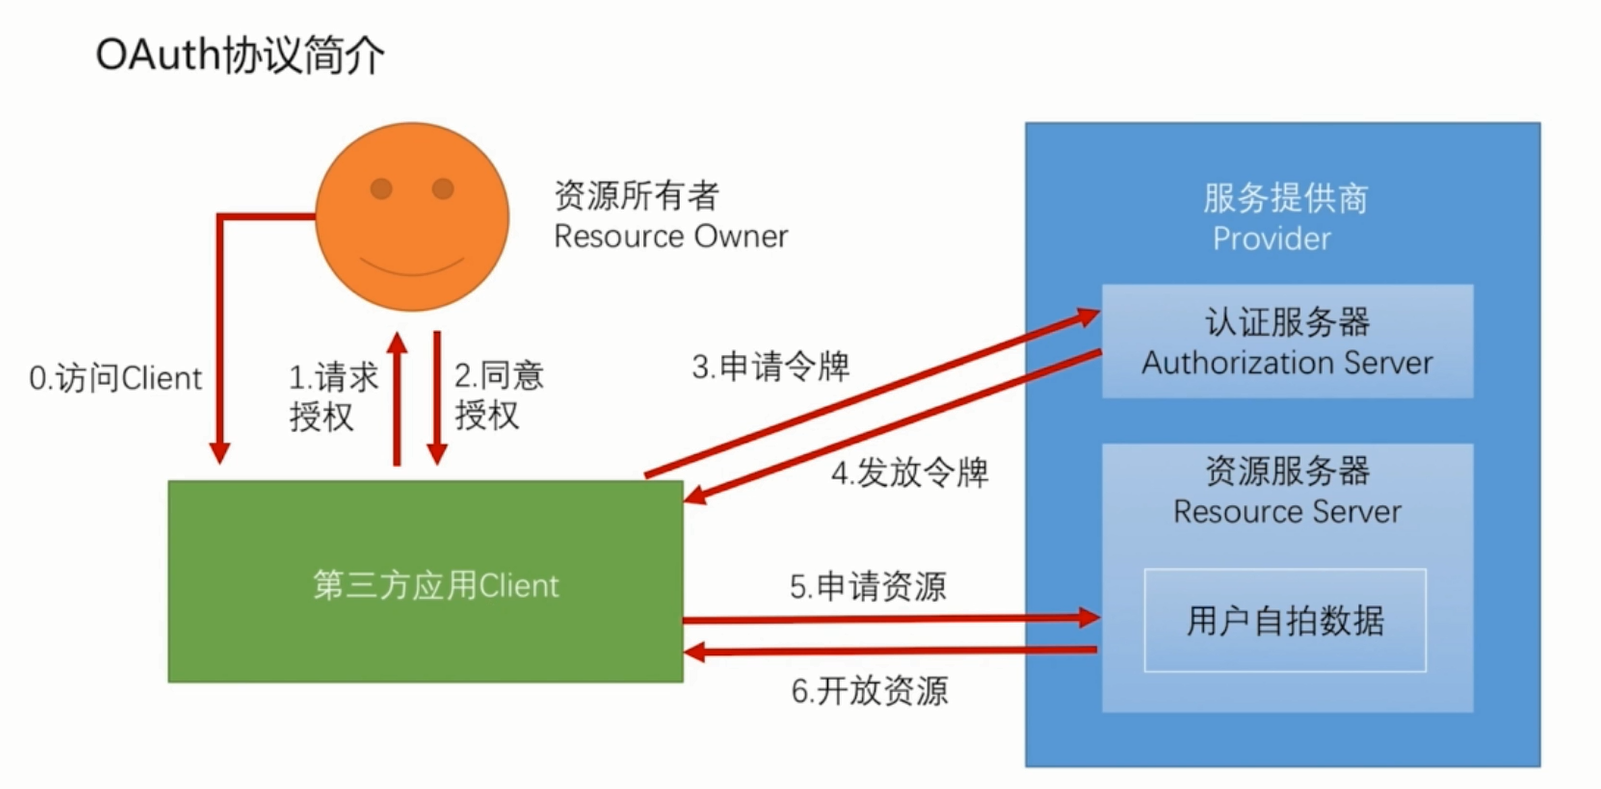 OAuth协议简介
资源所有者
Resource Owner
服务提供商
Provider
认证服务器
Authorization Server
0.访问Client
1.请求
授权
2.同意
授权
3.申请令牌
4.发放令牌
资源服务器
Resource Server
第三方应用Client
5.申请资源
用户自拍数据
6.开放资源